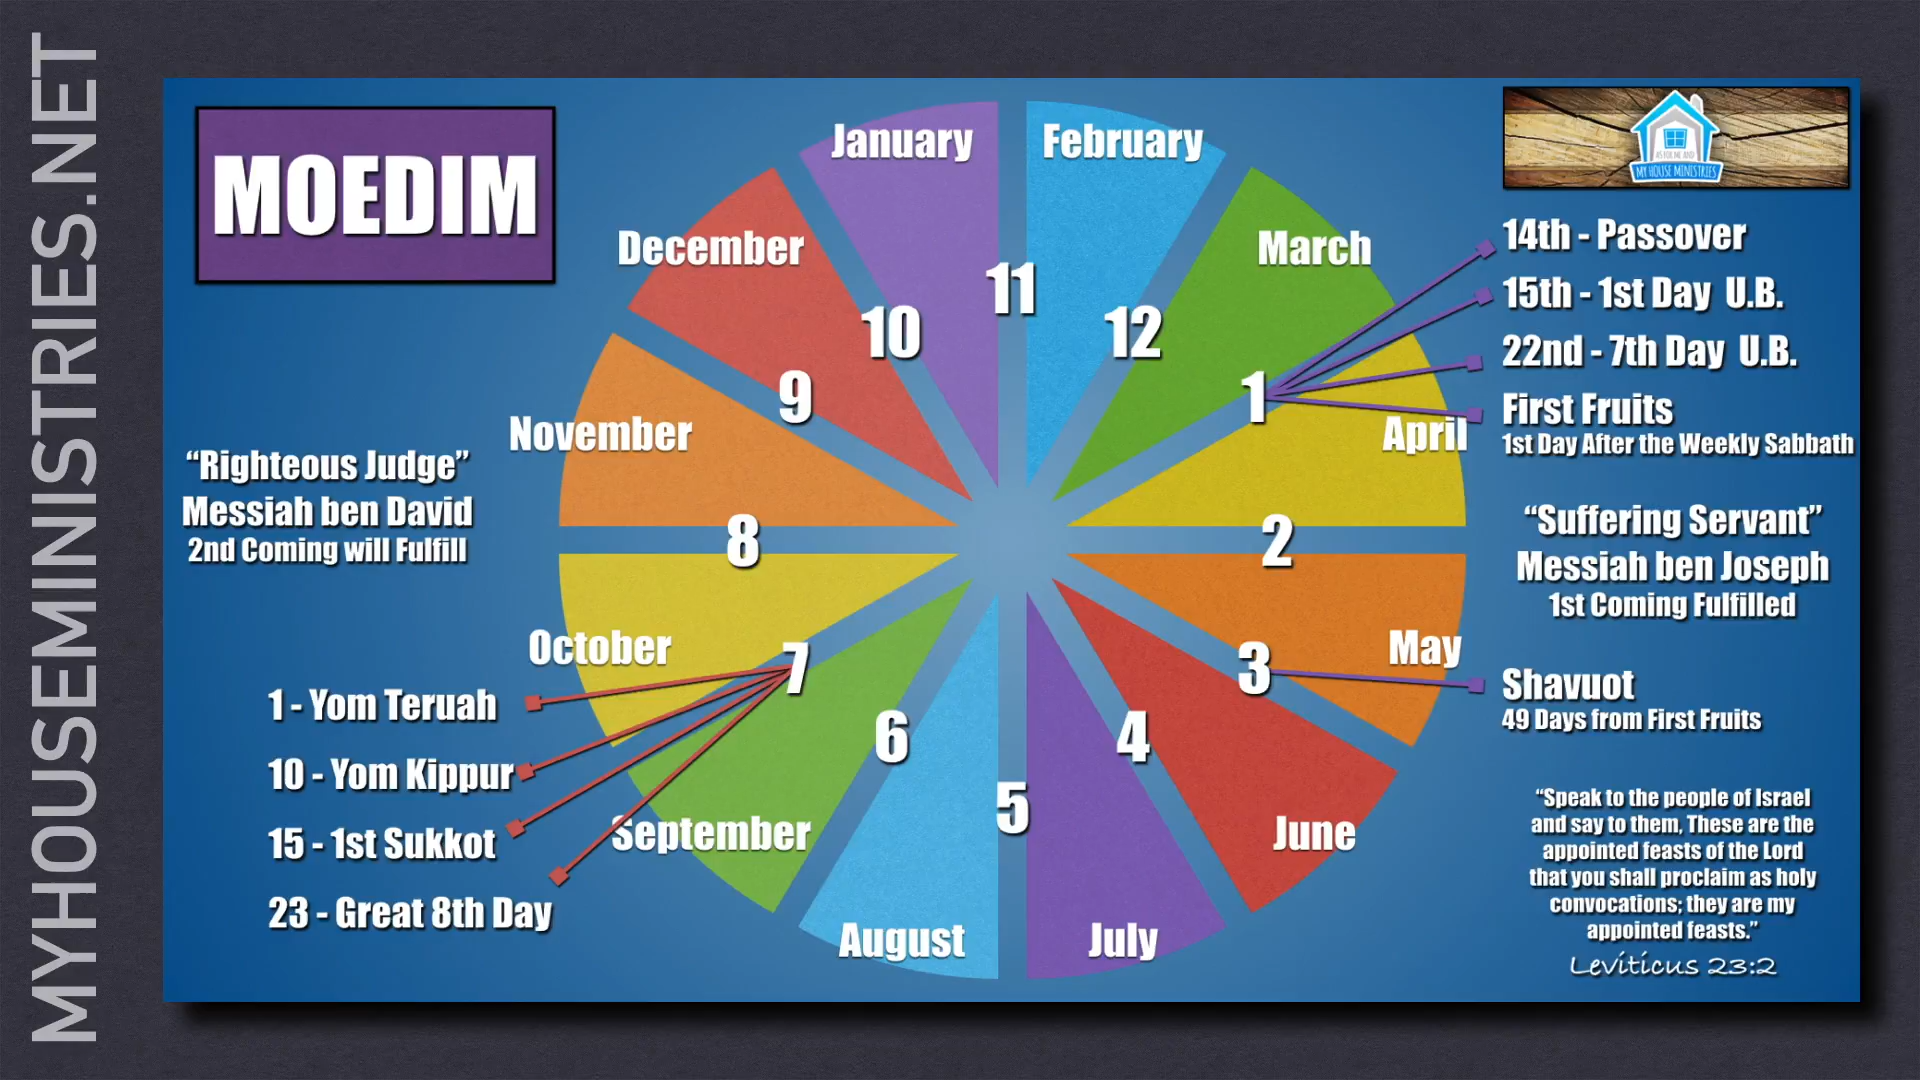 MYHOUSEMINISTRIES.NET
MOEDIM
January
February
March
April
May
June
July
August
September
October
November
December
11
12
1
2
3
4
5
6
7
8
9
10
AS FOR ME AND
MY HOUSE MINISTRIES
14th - Passover
15th - 1st Day U.B.
22nd - 7th Day U.B.
First Fruits
1st Day After the Weekly Sabbath
“Suffering Servant”
Messiah ben Joseph
1st Coming Fulfilled
Shavuot
49 Days from First Fruits
“Speak to the people of Israel
and say to them, These are the
appointed feasts of the Lord
that you shall proclaim as holy
convocations; they are my
appointed feasts.”
Leviticus 23:2
“Righteous Judge”
Messiah ben David
2nd Coming will Fulfill
1 - Yom Teruah
10 - Yom Kippur
15 - 1st Sukkot
23 - Great 8th Day